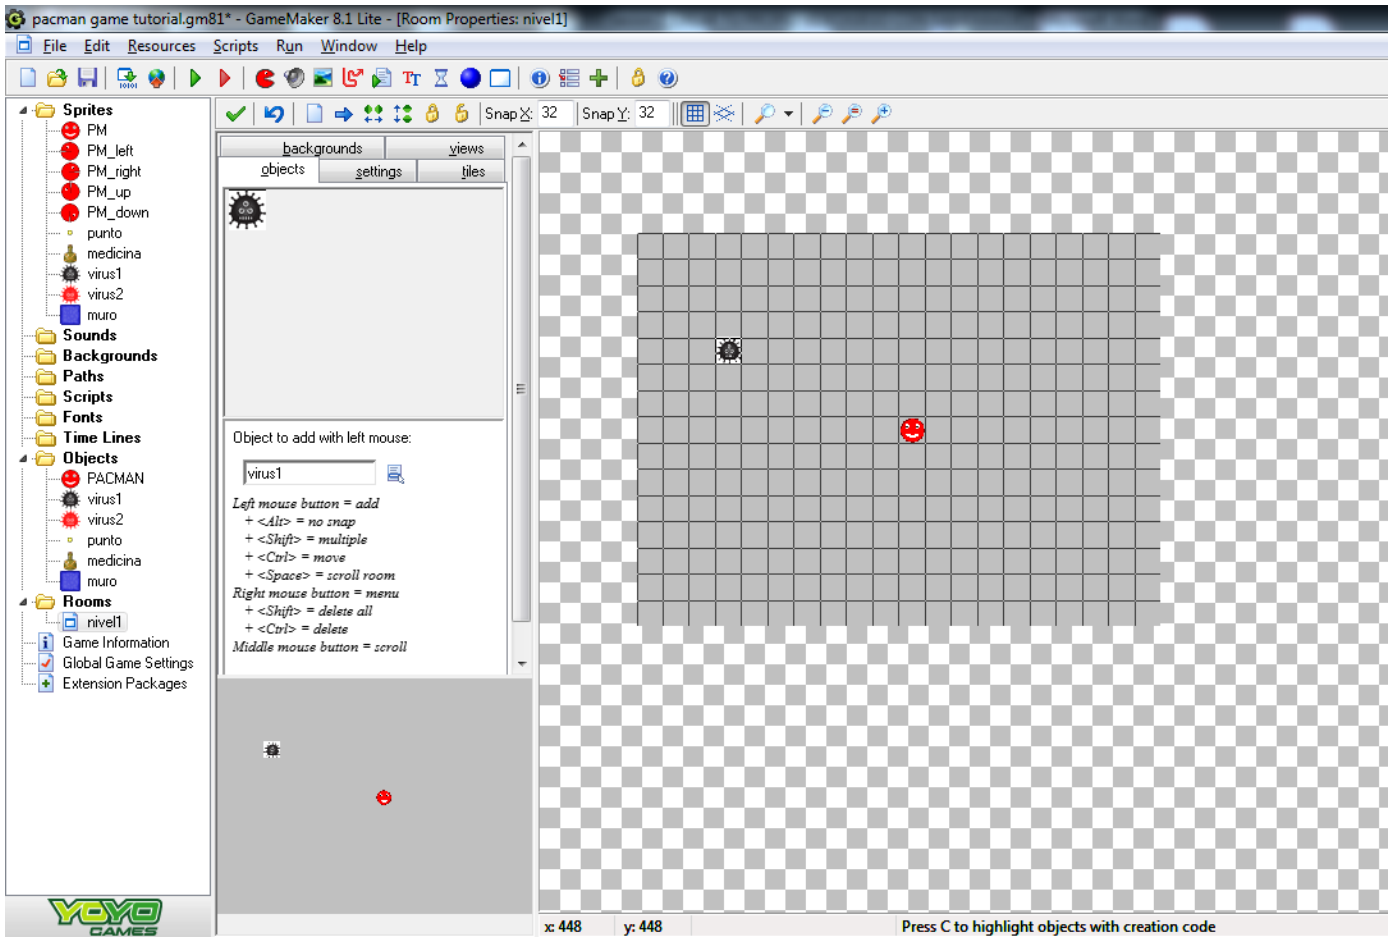 pacman game tutorial.gm81* - GameMaker 8.1 Lite - [Room Properties: nivel1]
File Edit Resources Scripts Run Window Help
Snap X: 32 Snap Y: 32
Sprites
PM
PM_left
PM_right
PM_up
PM_down
punto
medicina
virus1
virus2
muro
Sounds
Backgrounds
Paths
Scripts
Fonts
Time Lines
Objects
PACMAN
virus1
virus2
punto
medicina
muro
Rooms
nivel1
Game Information
Global Game Settings
Extension Packages
YOYO
GAMES
backgrounds views
objects settings tiles
Object to add with left mouse:
virus1
Left mouse button = add
+ <Alt> = no snap
+ <Shift> = multiple
+ <Ctrl> = move
+ <Space> = scroll room
Right mouse button = menu
+ <Shift> = delete all
+ <Ctrl> = delete
Middle mouse button = scroll
x: 448 y: 448 Press C to highlight objects with creation code